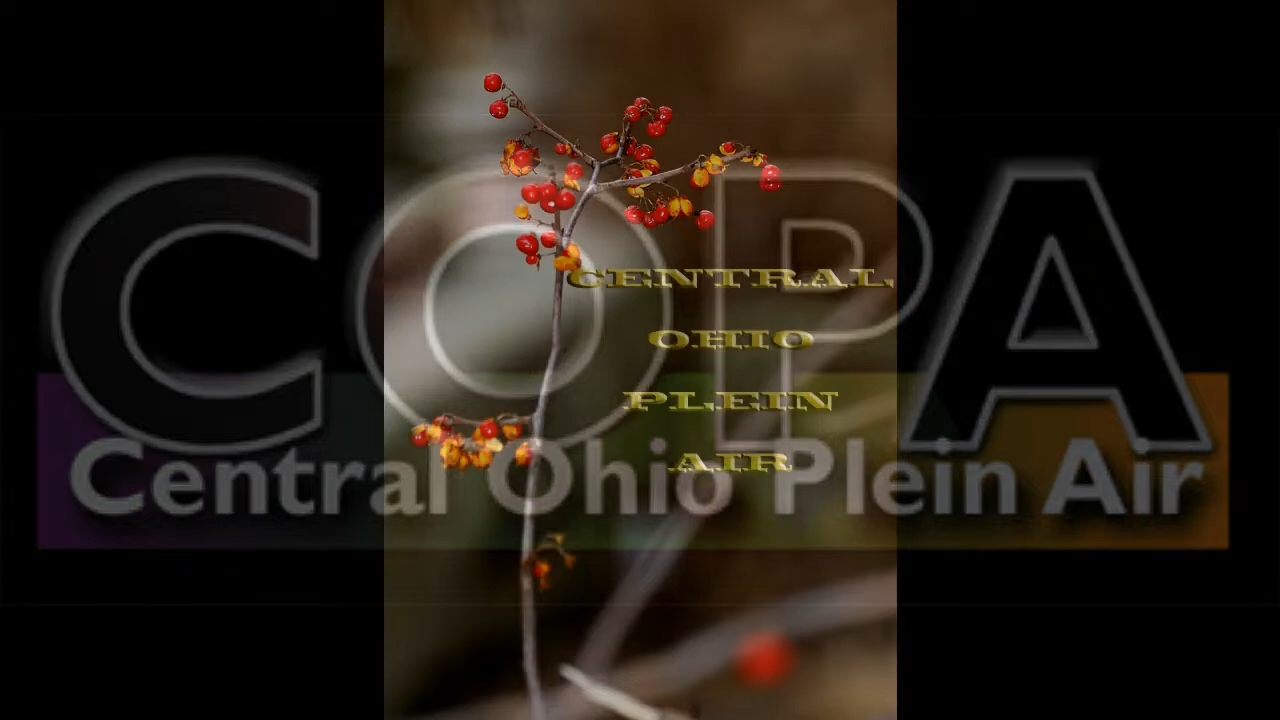 COPA
CENTRAL
OHIO
PLEIN
AIR
Central Ohio Plein Air